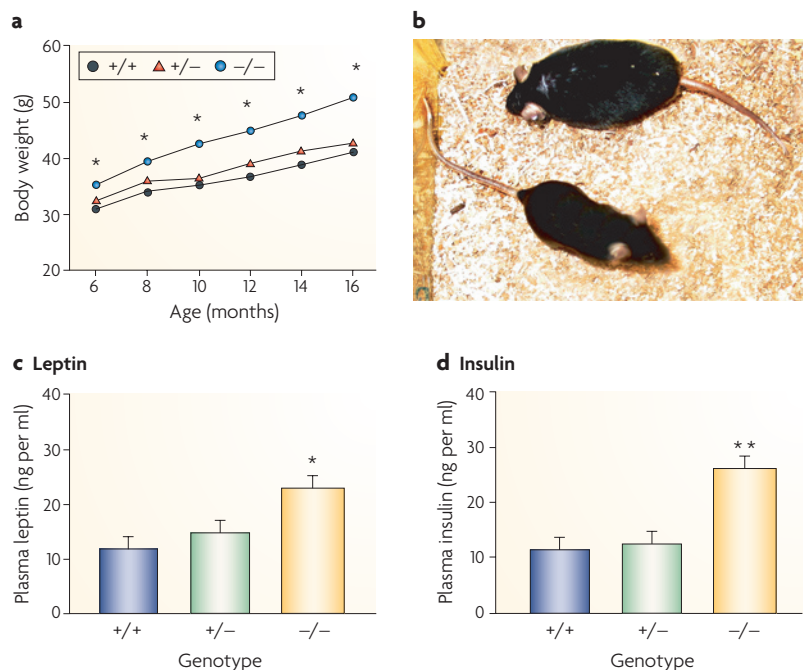 a
60
50
40
30
20
Body weight (g)
+/+ +/− −/−
* * * * * *
6 8 10 12 14 16
Age (months)
b
c Leptin
40
30
20
10
0
Plasma leptin (ng per ml)
*
+/+ +/− −/−
Genotype
d Insulin
40
30
20
10
0
Plasma insulin (ng per ml)
**
+/+ +/− −/−
Genotype